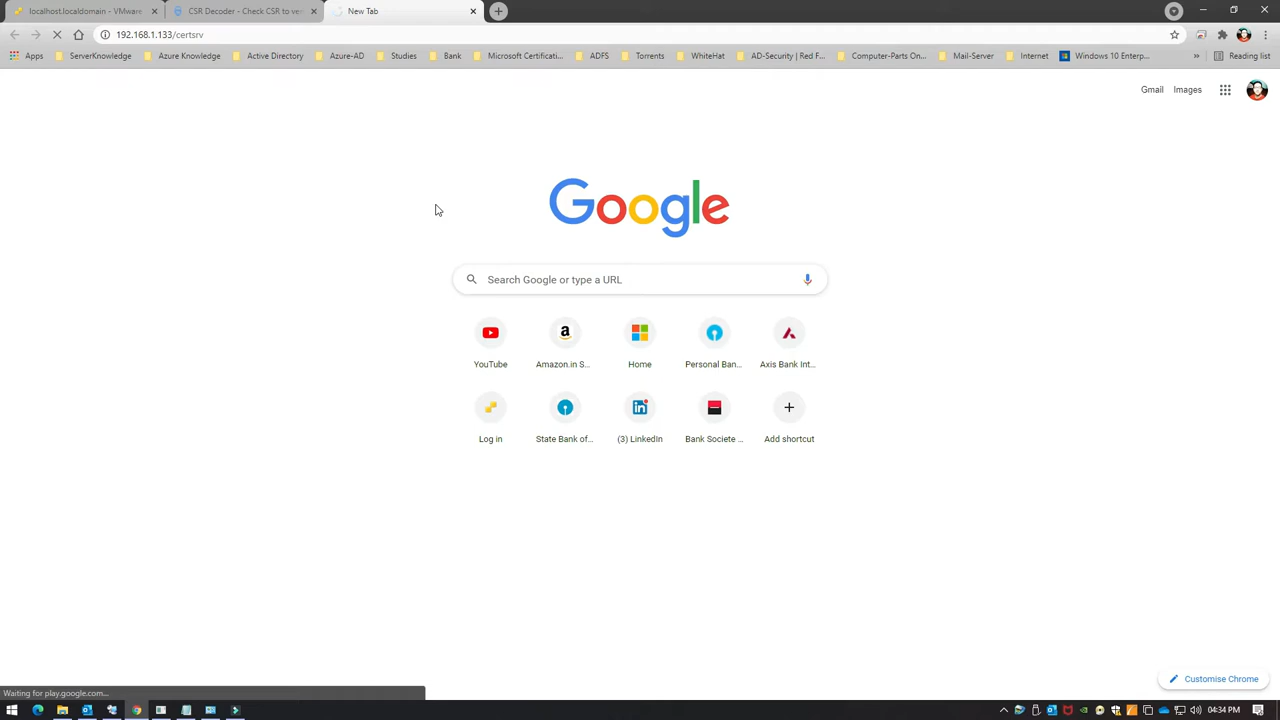 localhost.localdomain - VMware
CSR Decoder - Check CSR to ver
New Tab
192.168.1.133/certsrv
Apps
ServerKnowledge
Azure Knowledge
Active Directory
Azure-AD
Studies
Bank
Microsoft Certificati...
ADFS
Torrents
WhiteHat
AD-Security | Red F...
Computer-Parts On...
Mail-Server
Internet
Windows 10 Enterp...
»
Reading list
Gmail
Images
Google
Search Google or type a URL
YouTube
Amazon.in S...
Home
Personal Ban...
Axis Bank Int...
Log in
State Bank of...
(3) LinkedIn
Bank Societe ...
Add shortcut
Customise Chrome
Waiting for play.google.com...
04:34 PM